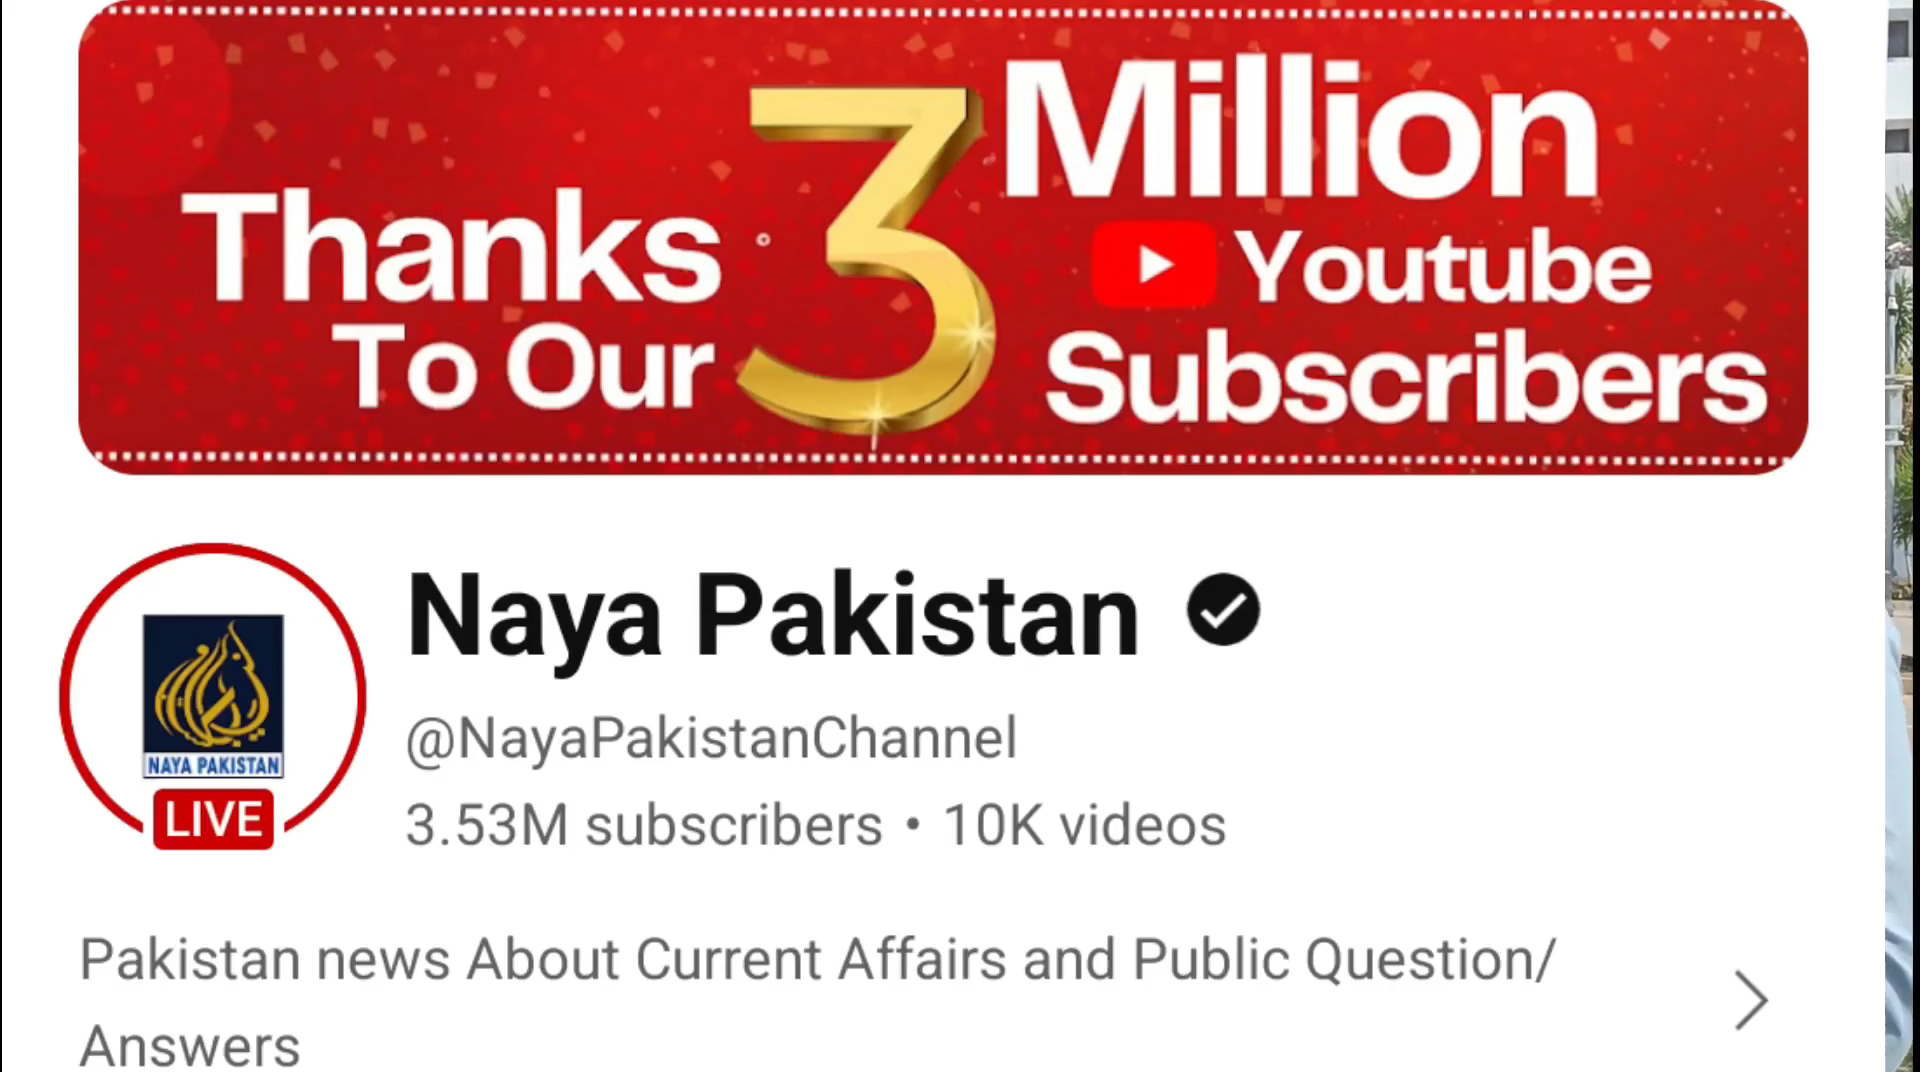 Thanks
To Our
3
Million
Youtube
Subscribers
Naya Pakistan
@NayaPakistanChannel
NAYA PAKISTAN
LIVE
3.53M subscribers • 10K videos
Pakistan news About Current Affairs and Public Question/
Answers